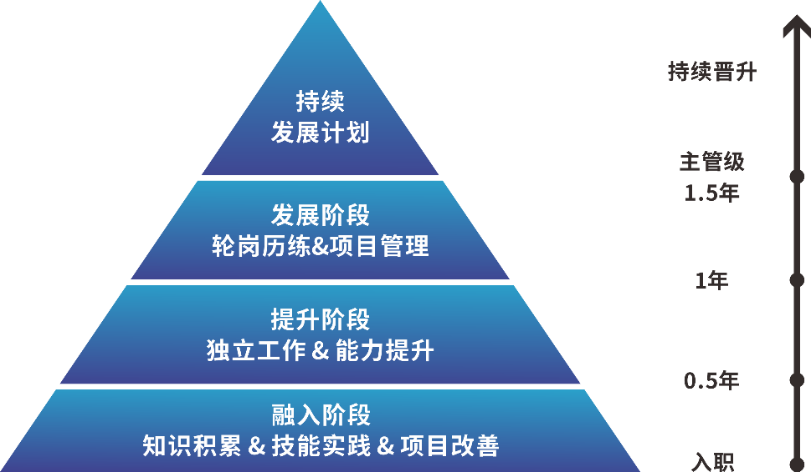 持续
发展计划
发展阶段
轮岗历练&项目管理
提升阶段
独立工作 & 能力提升
融入阶段
知识积累 & 技能实践 & 项目改善
持续晋升
主管级
1.5年
1年
0.5年
入职